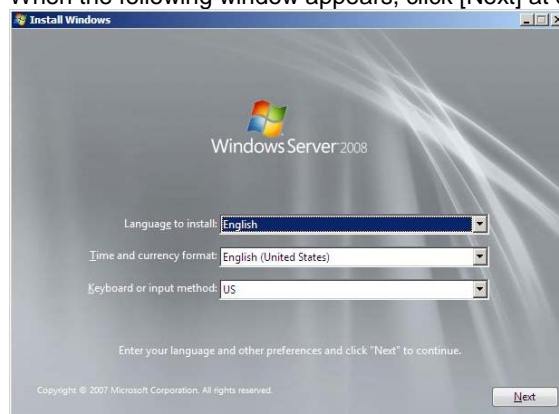 When the following window appears, click [Next] at
Install Windows
Windows Server 2008
Language to install: English
Time and currency format: English (United States)
Keyboard or input method: US
Enter your language and other preferences and click "Next" to continue.
Copyright © 2007 Microsoft Corporation. All rights reserved.
Next